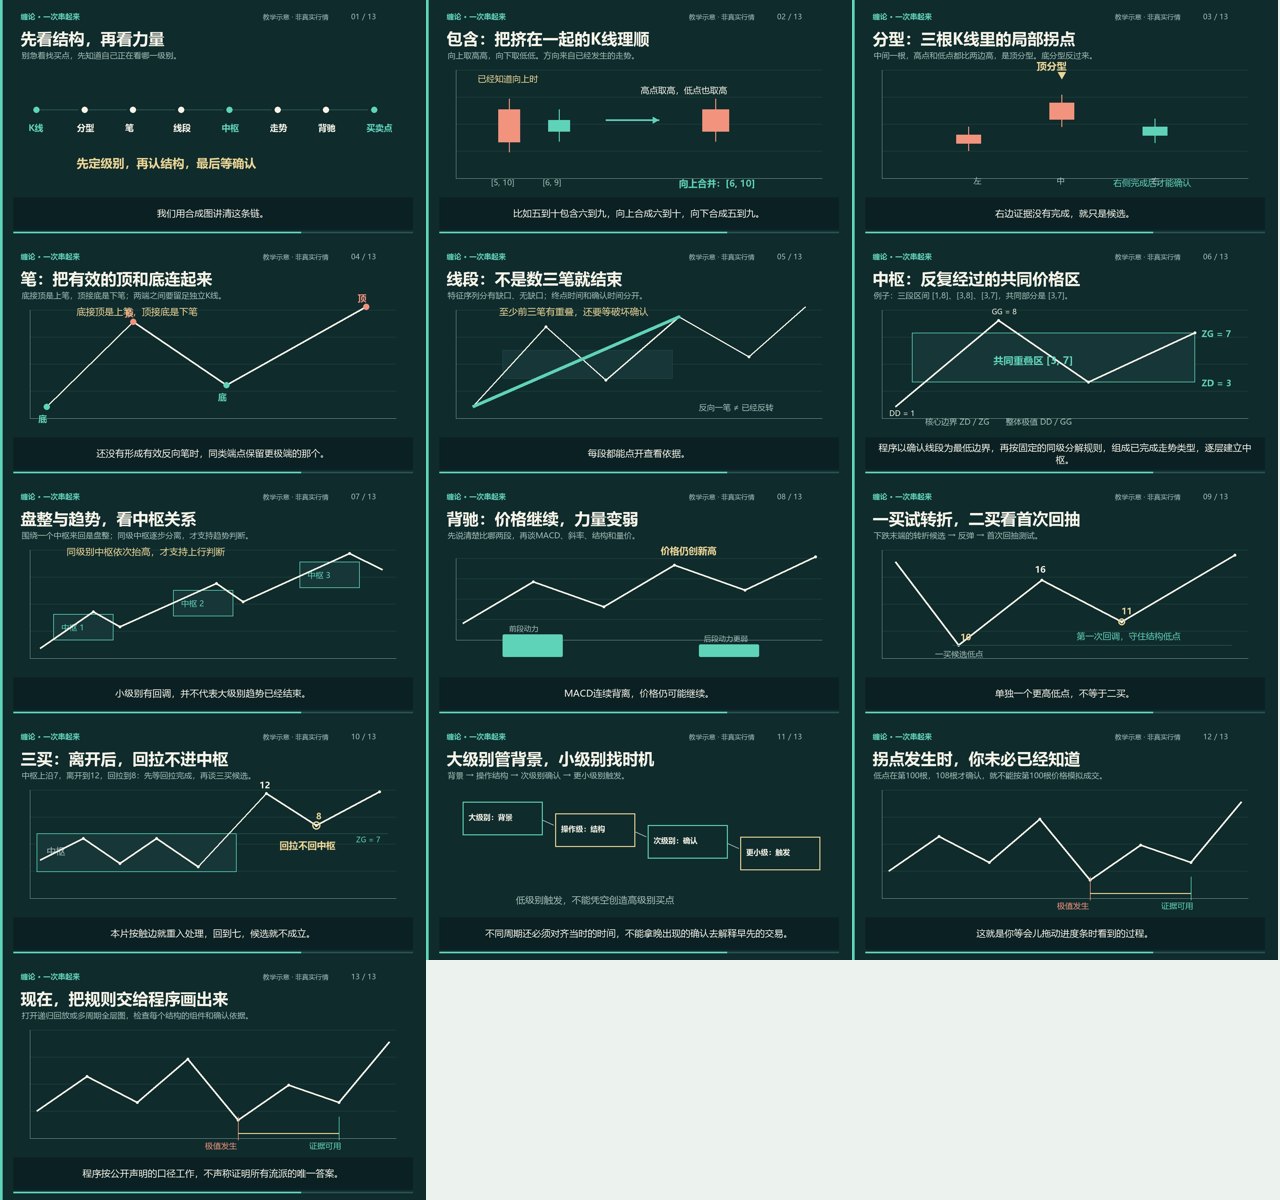 缠论 · 一次串起来
教学示意 · 非真实行情
01 / 13
先看结构，再看力量
别急着找买点，先知道自己正在看哪一级别。
K线
分型
笔
线段
中枢
走势
背驰
买卖点
先定级别，再认结构，最后等确认
我们用合成图讲清这条链。
缠论 · 一次串起来
教学示意 · 非真实行情
02 / 13
包含：把挤在一起的K线理顺
向上取高高，向下取低低。方向来自已经发生的走势。
已经知道向上时
高点取高，低点也取高
[5, 10]
[6, 9]
向上合并：[6, 10]
比如五到十包含六到九，向上合成六到十，向下合成五到九。
缠论 · 一次串起来
教学示意 · 非真实行情
03 / 13
分型：三根K线里的局部拐点
中间一根，高点和低点都比两边高，是顶分型。底分型反过来。
顶分型
左
中
右
右侧完成后才能确认
右边证据没有完成，就只是候选。
缠论 · 一次串起来
教学示意 · 非真实行情
04 / 13
笔：把有效的顶和底连起来
底接顶是上笔，顶接底是下笔；两端之间要留足独立K线。
底接顶是上笔，顶接底是下笔
顶
顶
底
底
还没有形成有效反向笔时，同类端点保留更极端的那个。
缠论 · 一次串起来
教学示意 · 非真实行情
05 / 13
线段：不是数三笔就结束
特征序列分有缺口、无缺口；终点时间和确认时间分开。
至少前三笔有重叠，还要等破坏确认
反向一笔 ≠ 已经反转
每段都能点开查看依据。
缠论 · 一次串起来
教学示意 · 非真实行情
06 / 13
中枢：反复经过的共同价格区
例子：三段区间 [1,8]、[3,8]、[3,7]，共同部分是 [3,7]。
GG = 8
ZG = 7
共同重叠区 [3, 7]
ZD = 3
DD = 1
核心边界 ZD / ZG
整体极值 DD / GG
程序以确认线段为最低边界，再按固定的同级分解规则，组成已完成走势类型，逐层建立中
枢。
缠论 · 一次串起来
教学示意 · 非真实行情
07 / 13
盘整与趋势，看中枢关系
围绕一个中枢来回是盘整；同级中枢逐步分离，才支持趋势判断。
同级别中枢依次抬高，才支持上行判断
中枢 3
中枢 2
中枢 1
小级别有回调，并不代表大级别趋势已经结束。
缠论 · 一次串起来
教学示意 · 非真实行情
08 / 13
背驰：价格继续，力量变弱
先说清楚比哪两段，再谈MACD、斜率、结构和量价。
价格仍创新高
前段动力
后段动力更弱
MACD连续背离，价格仍可能继续。
缠论 · 一次串起来
教学示意 · 非真实行情
09 / 13
一买试转折，二买看首次回抽
下跌末端的转折候选 → 反弹 → 首次回抽测试。
16
11
10
第一次回调，守住结构低点
一买候选低点
单独一个更高低点，不等于二买。
缠论 · 一次串起来
教学示意 · 非真实行情
10 / 13
三买：离开后，回拉不进中枢
中枢上沿7，离开到12，回拉到8；先等回拉完成，再谈三买候选。
12
8
中枢
回拉不回中枢
ZG = 7
本片按触边就重入处理，回到七，候选就不成立。
缠论 · 一次串起来
教学示意 · 非真实行情
11 / 13
大级别管背景，小级别找时机
背景 → 操作结构 → 次级别确认 → 更小级别触发。
大级别：背景
操作级：结构
次级别：确认
更小级：触发
低级别触发，不能凭空创造高级别买点
不同周期还必须对齐当时的时间，不能拿晚出现的确认去解释早先的交易。
缠论 · 一次串起来
教学示意 · 非真实行情
12 / 13
拐点发生时，你未必已经知道
低点在第100根，108根才确认，就不能按第100根价格模拟成交。
极值发生
证据可用
这就是你等会儿拖动进度条时看到的过程。
缠论 · 一次串起来
教学示意 · 非真实行情
13 / 13
现在，把规则交给程序画出来
打开递归回放或多周期全层图，检查每个结构的组件和确认依据。
极值发生
证据可用
程序按公开声明的口径工作，不声称证明所有流派的唯一答案。